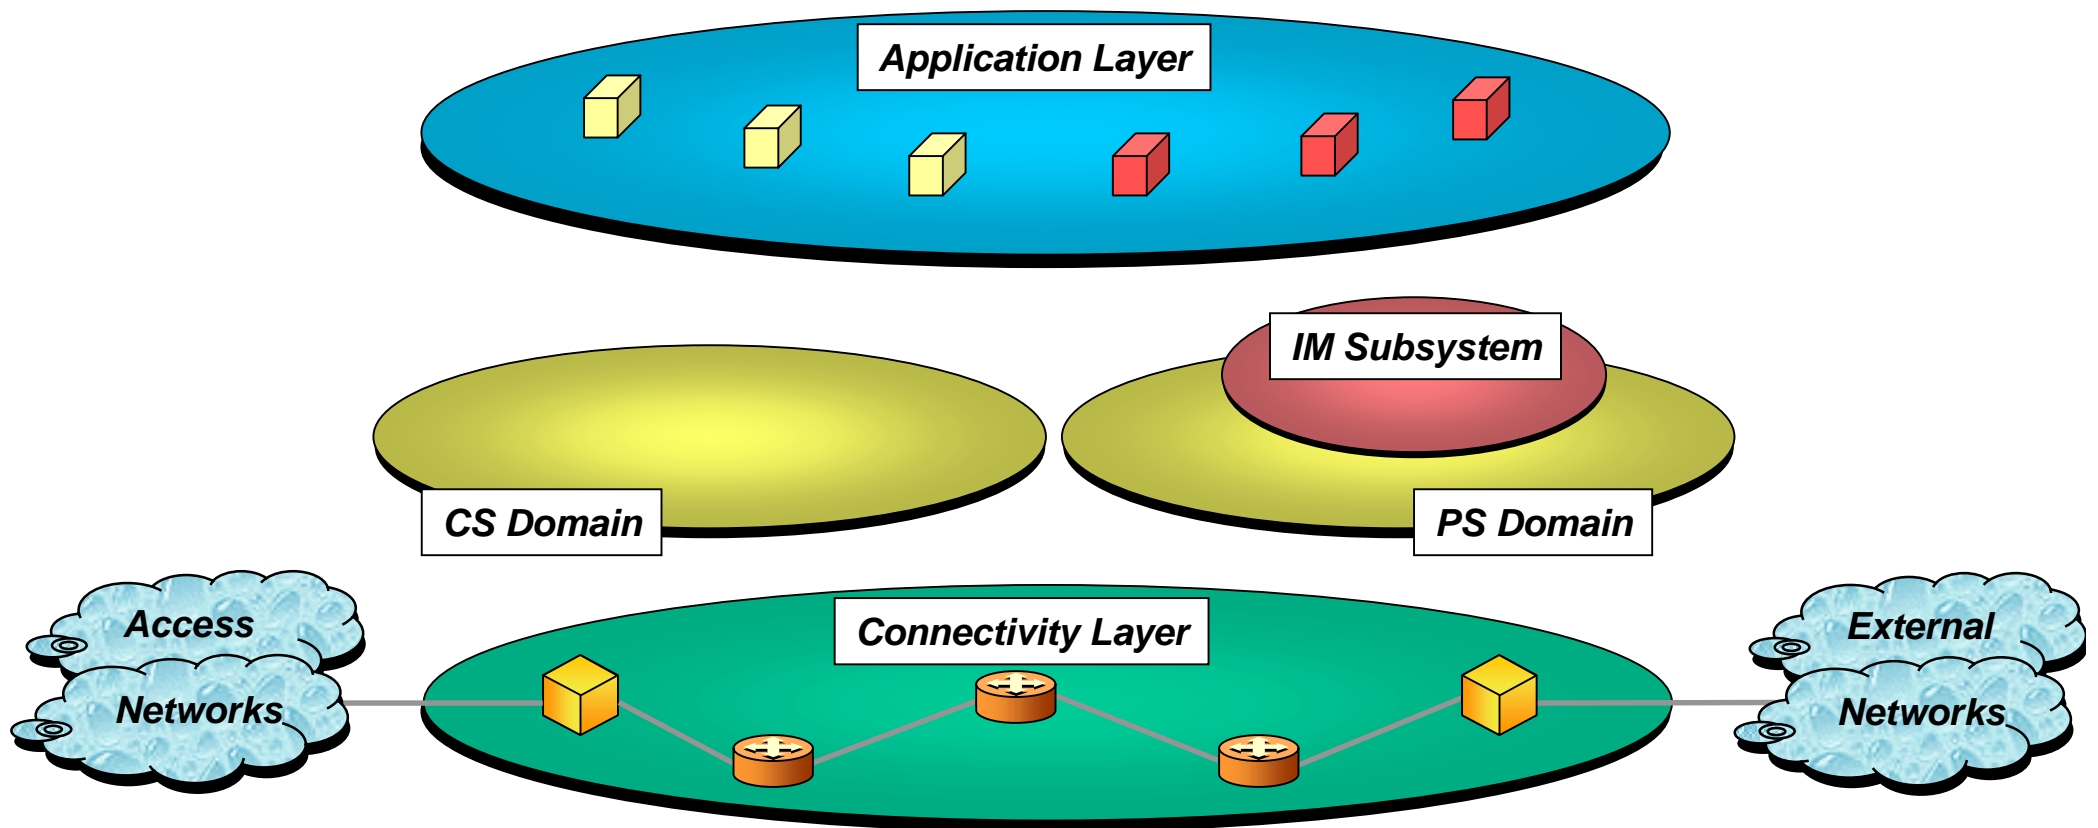 Application Layer
IM Subsystem
CS Domain
PS Domain
Access
Networks
Connectivity Layer
External
Networks